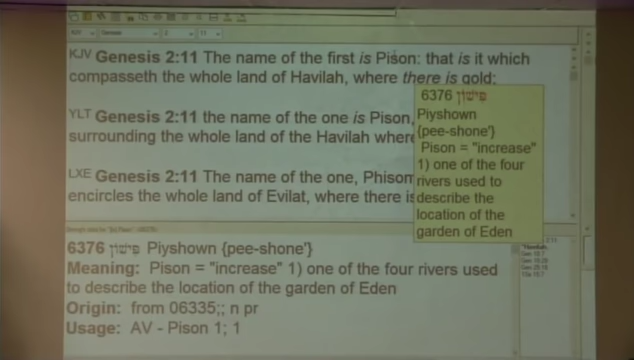 KJV Genesis 2:11 The name of the first is Pison: that is it which
compasseth the whole land of Havilah, where there is gold;
YLT Genesis 2:11 the name of the one is Pison,
surrounding the whole land of the Havilah where
LXE Genesis 2:11 The name of the one, Phisom
encircles the whole land of Evilat, where there is
6376 פישון
Piyshown
{pee-shone'}
Pison = "increase"
1) one of the four
rivers used to
describe the
location of the
garden of Eden
6376 פישון Piyshown {pee-shone'}
Meaning: Pison = "increase" 1) one of the four rivers used
to describe the location of the garden of Eden
Origin: from 06335;; n pr
Usage: AV - Pison 1; 1